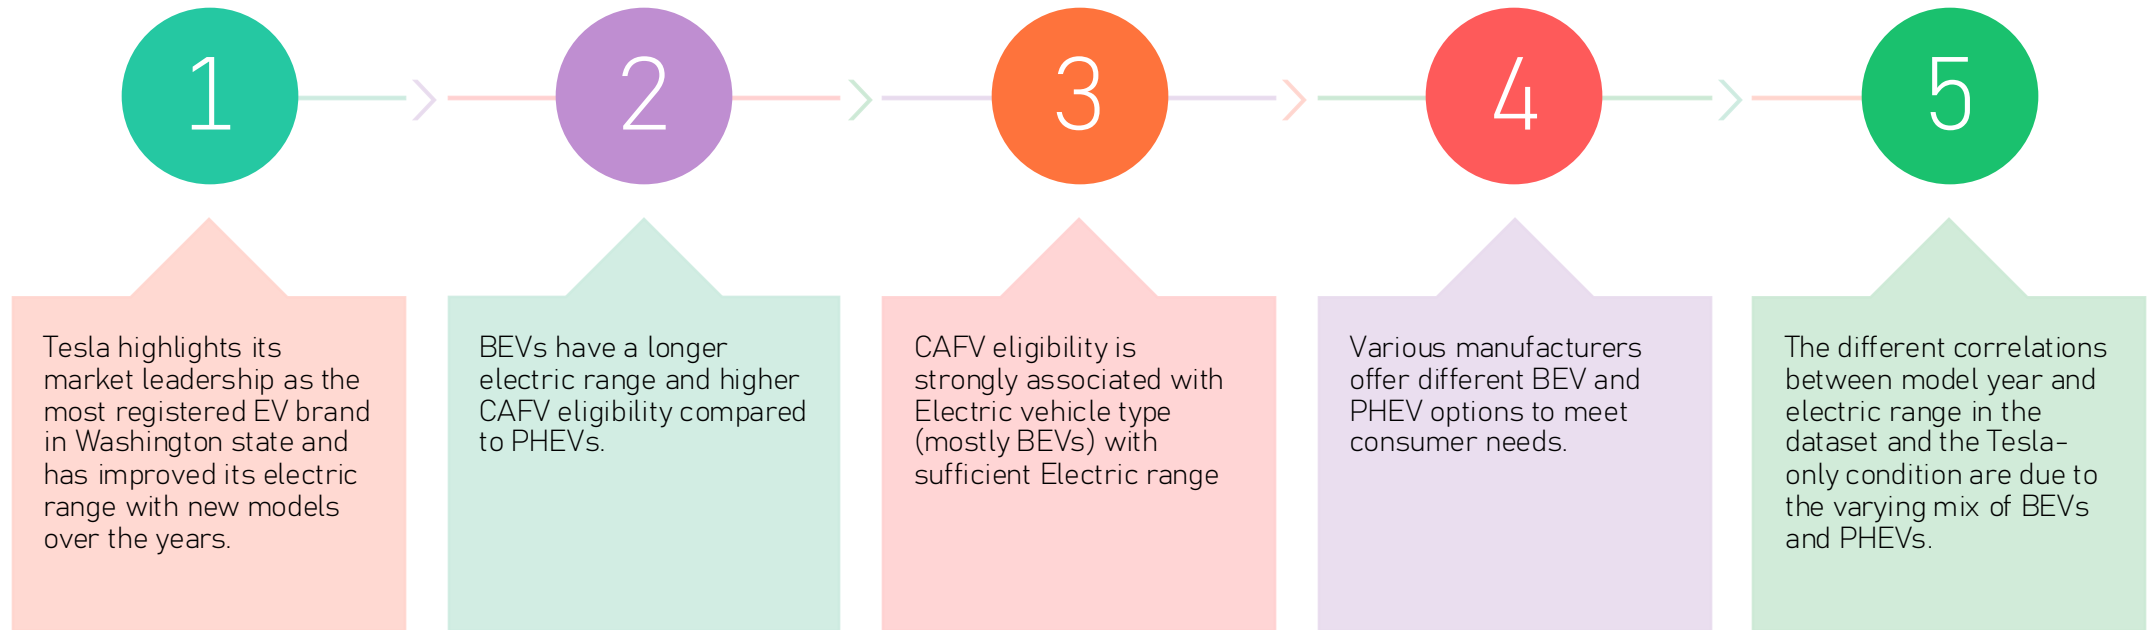 1
2
3
4
5
Tesla highlights its
market leadership as the
most registered EV brand
in Washington state and
has improved its electric
range with new models
over the years.
BEVs have a longer
electric range and higher
CAFV eligibility compared
to PHEVs.
CAFV eligibility is
strongly associated with
Electric vehicle type
(mostly BEVs) with
sufficient Electric range
Various manufacturers
offer different BEV and
PHEV options to meet
consumer needs.
The different correlations
between model year and
electric range in the
dataset and the Tesla-
only condition are due to
the varying mix of BEVs
and PHEVs.